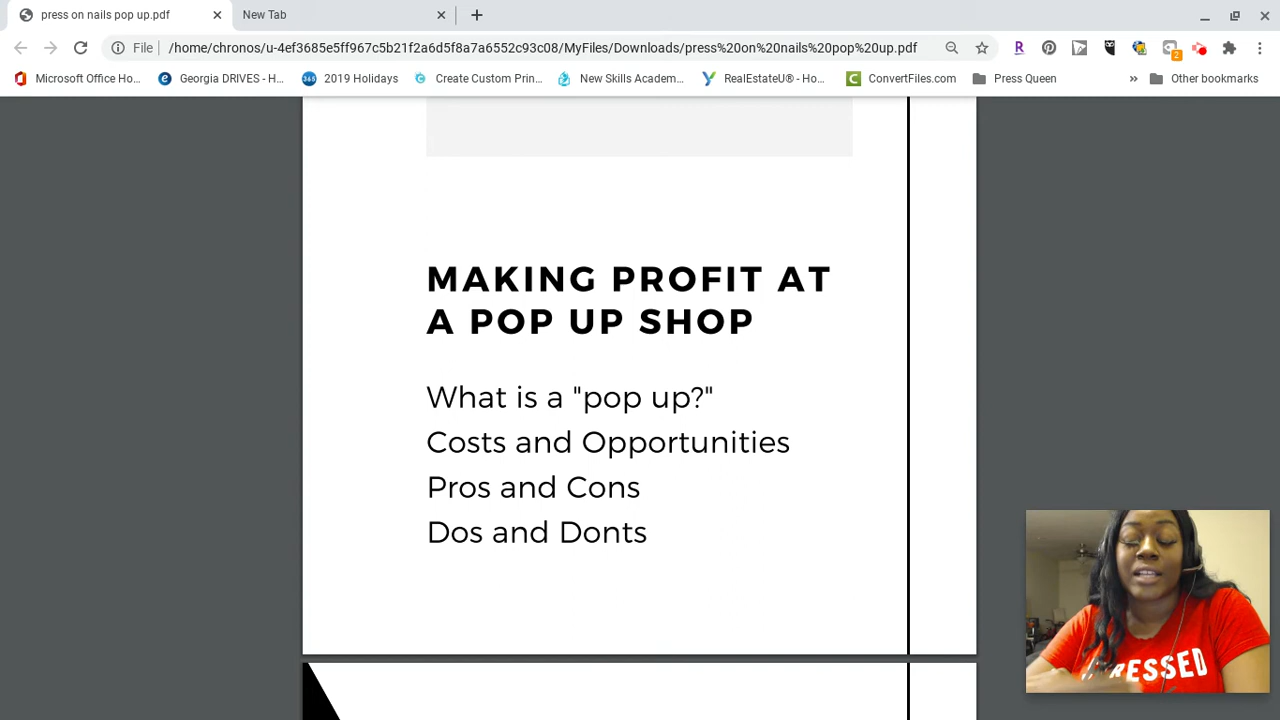 press on nails pop up.pdf
New Tab
File
/home/chronos/u-4ef3685e5ff967c5b21f2a6d5f8a7a6552c93c08/MyFiles/Downloads/press%20on%20nails%20pop%20up.pdf
R
2
Microsoft Office Ho...
Georgia DRIVES - H...
365
2019 Holidays
Create Custom Prin...
New Skills Academ...
RealEstateU® - Ho...
C
ConvertFiles.com
Press Queen
Other bookmarks
MAKING PROFIT AT
A POP UP SHOP
What is a "pop up?"
Costs and Opportunities
Pros and Cons
Dos and Donts
RESSED